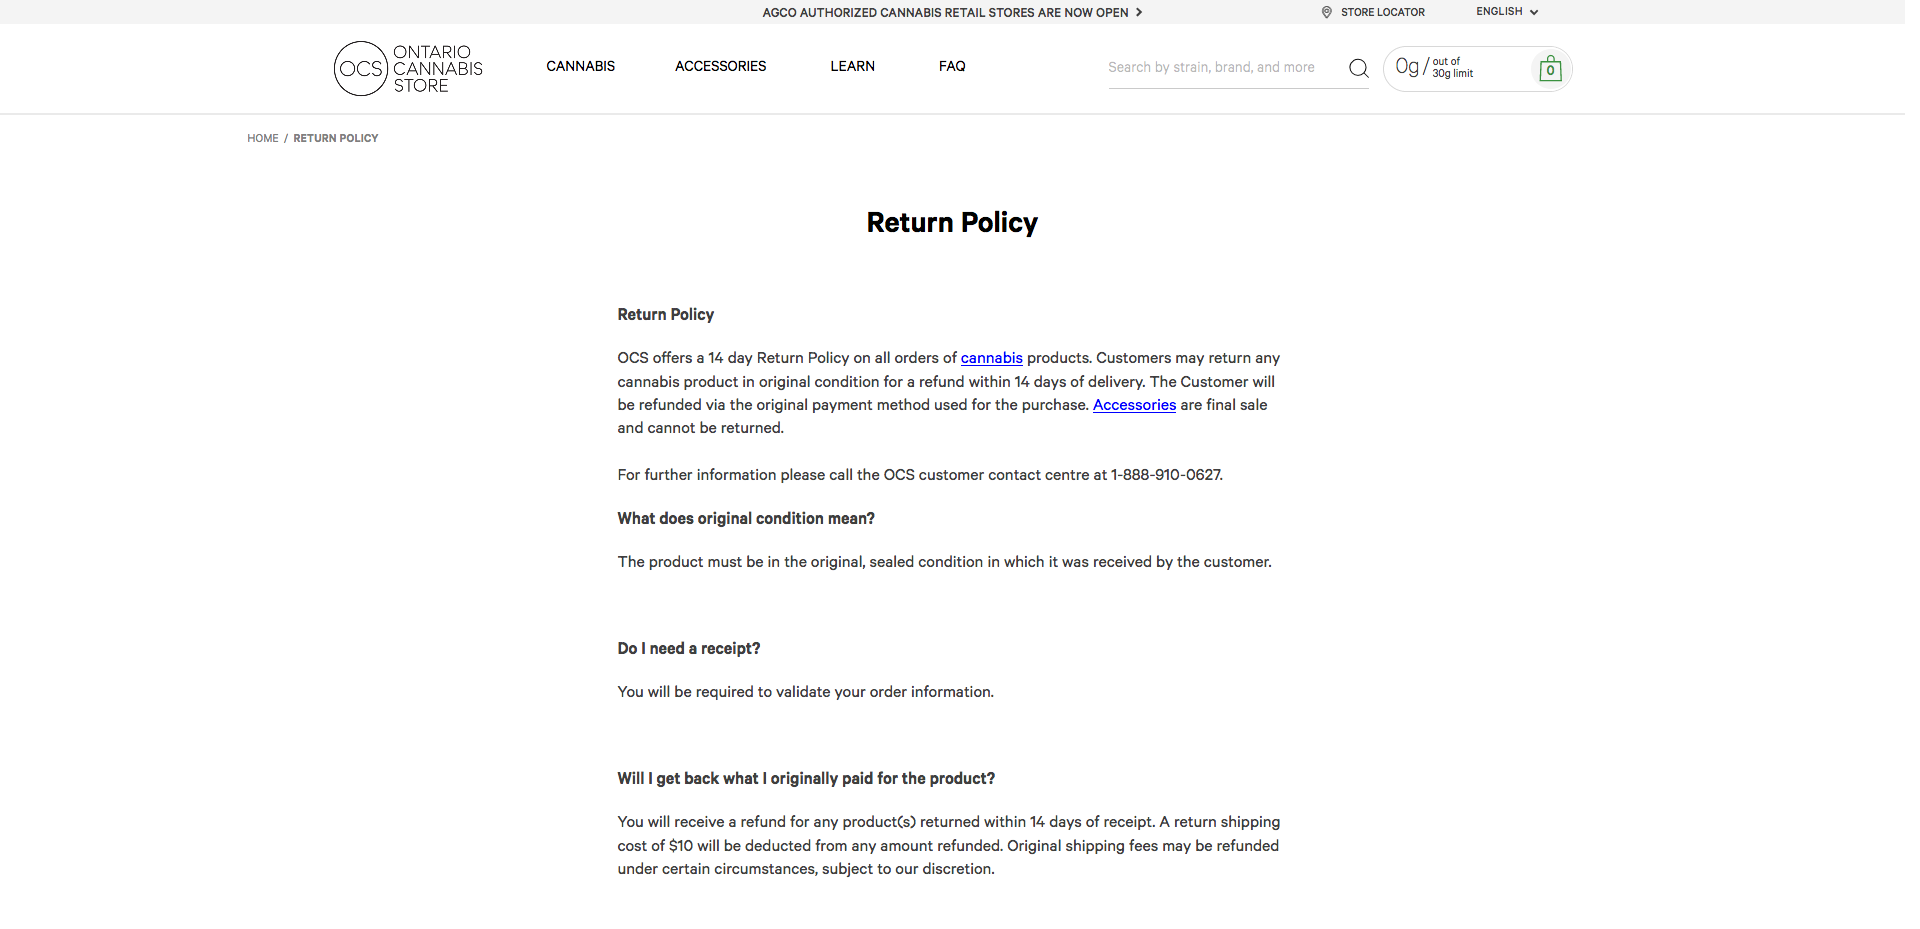 AGCO AUTHORIZED CANNABIS RETAIL STORES ARE NOW OPEN
STORE LOCATOR
ENGLISH
OCS
ONTARIO
CANNABIS
STORE
CANNABIS
ACCESSORIES
LEARN
FAQ
Search by strain, brand, and more
0g / out of
30g limit
0
HOME / RETURN POLICY
Return Policy
Return Policy
OCS offers a 14 day Return Policy on all orders of cannabis products. Customers may return any
cannabis product in original condition for a refund within 14 days of delivery. The Customer will
be refunded via the original payment method used for the purchase. Accessories are final sale
and cannot be returned.
For further information please call the OCS customer contact centre at 1-888-910-0627.
What does original condition mean?
The product must be in the original, sealed condition in which it was received by the customer.
Do I need a receipt?
You will be required to validate your order information.
Will I get back what I originally paid for the product?
You will receive a refund for any product(s) returned within 14 days of receipt. A return shipping
cost of $10 will be deducted from any amount refunded. Original shipping fees may be refunded
under certain circumstances, subject to our discretion.